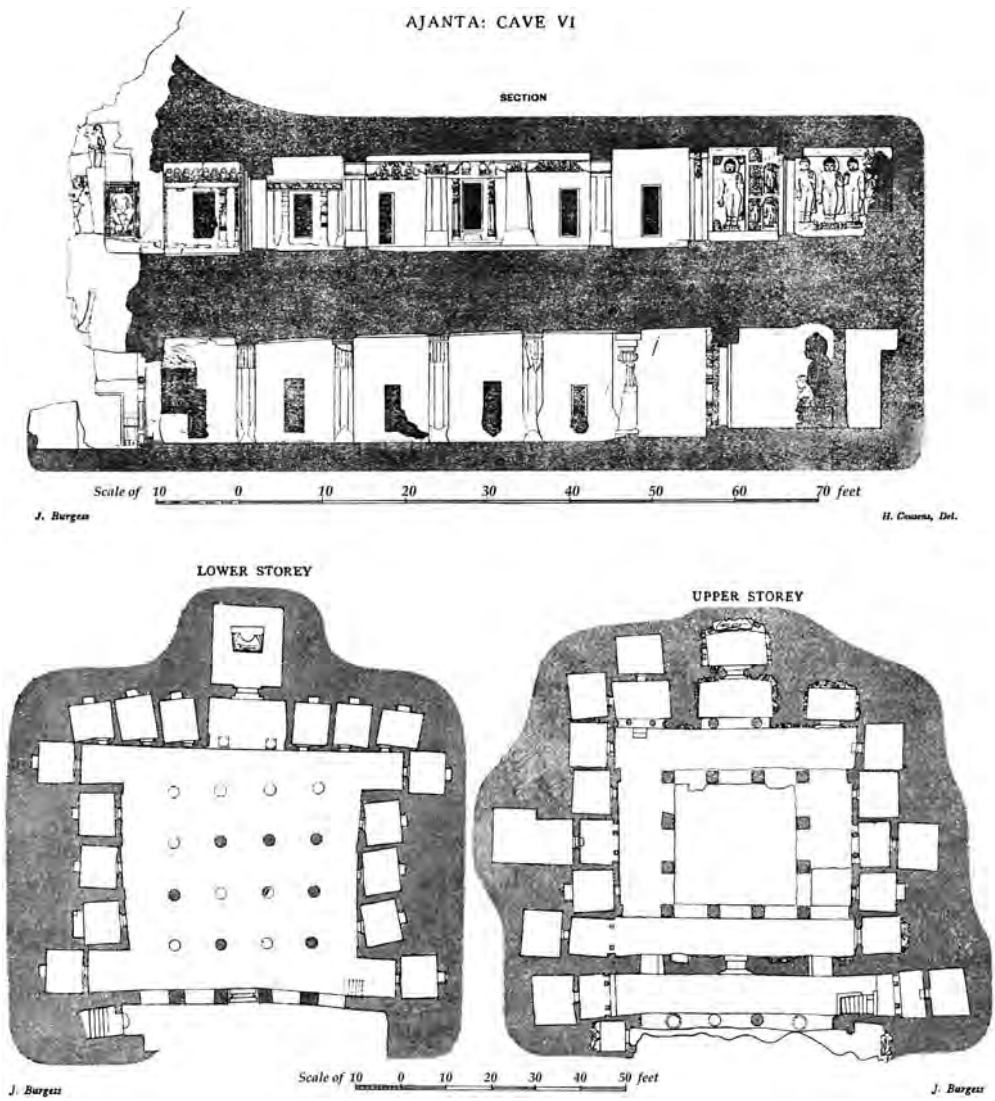 AJANTA: CAVE VI
SECTION
Scale of 10 0 10 20 30 40 50 60 70 feet
J. Burgess
H. Cousens, Del.
LOWER STOREY
UPPER STOREY
Scale of 10 0 10 20 30 40 50 feet
J. Burgess
J. Burgess